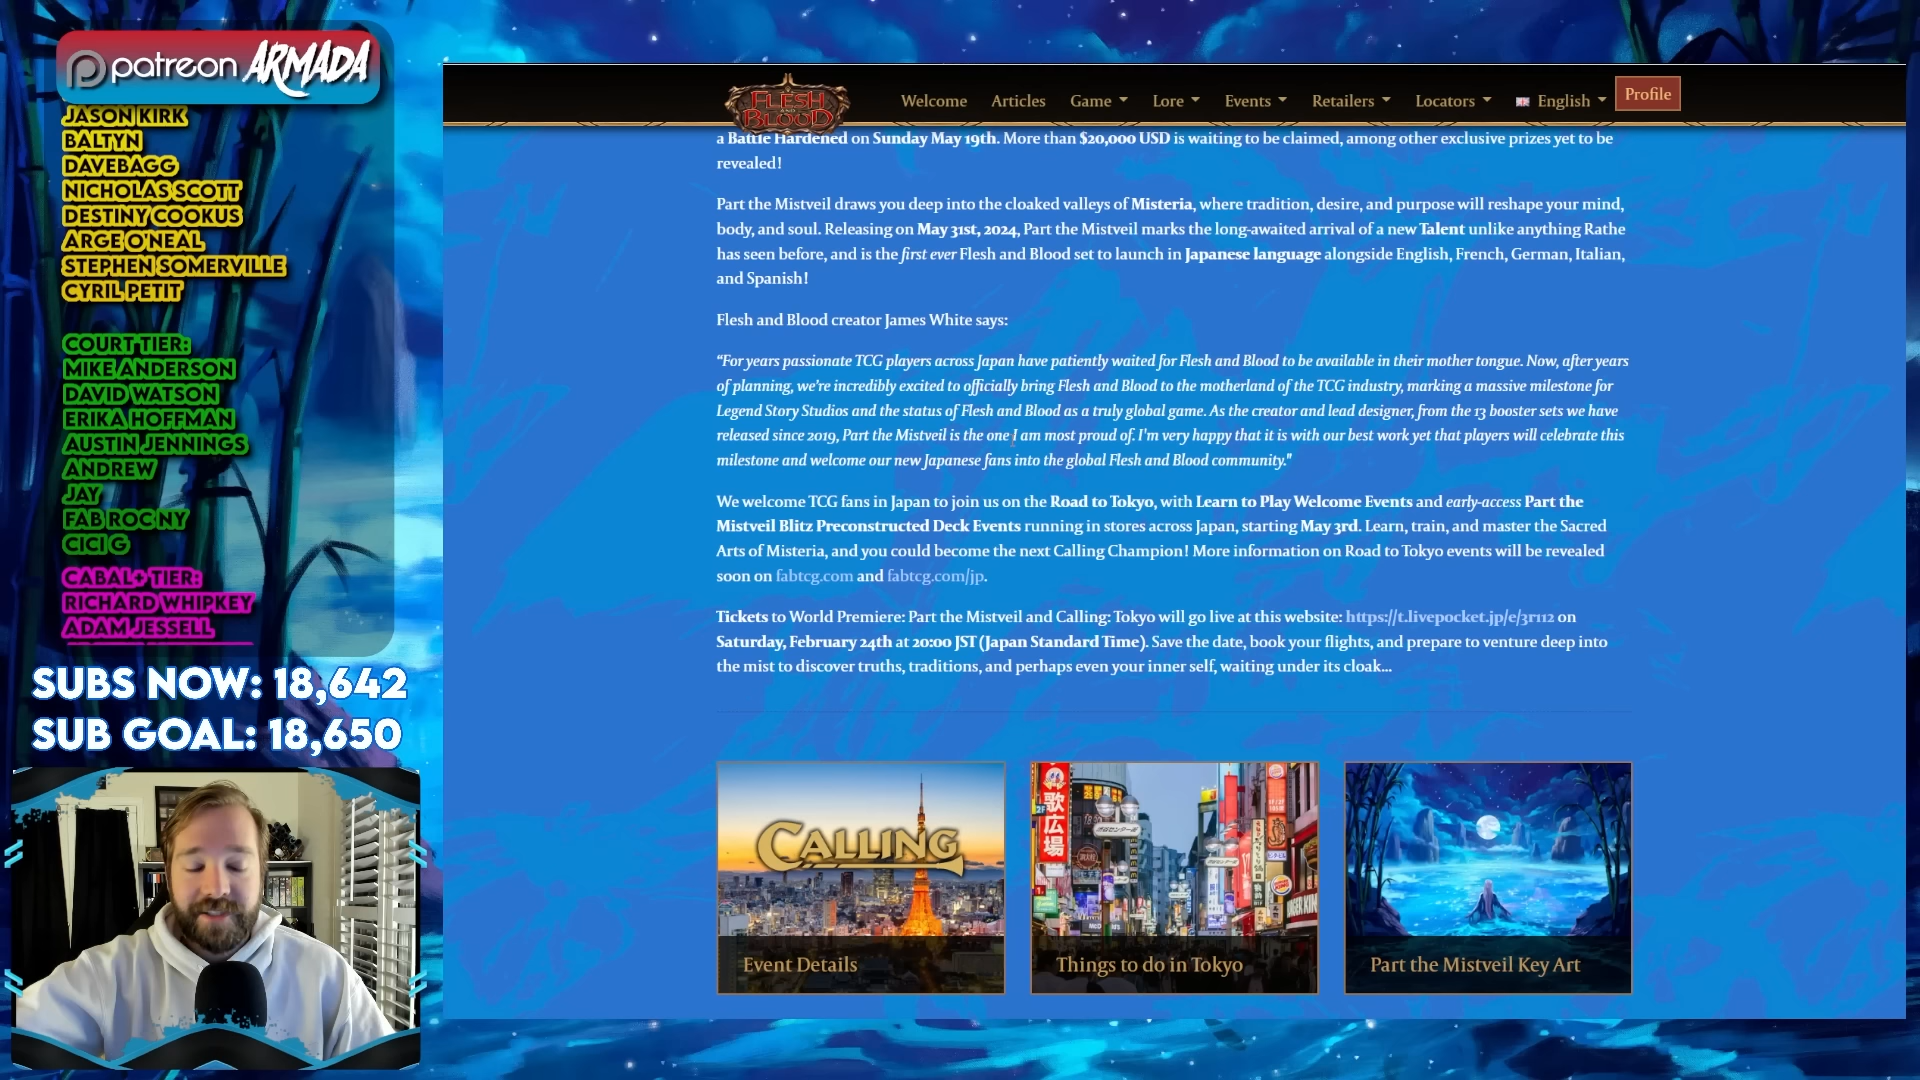 patreon ARMADA
JASON KIRK
BALTYN
DAVEBAGG
NICHOLAS SCOTT
DESTINY COOKUS
ARGE O'NEAL
STEPHEN SOMERVILLE
CYRIL PETIT
COURT TIER:
MIKE ANDERSON
DAVID WATSON
ERIKA HOFFMAN
AUSTIN JENNINGS
ANDREW
JAY
FAB ROC NY
CICI G
CABAL+ TIER:
RICHARD WHIPKEY
ADAM JESSELL
SUBS NOW: 18,642
SUB GOAL: 18,650
FLESH AND BLOOD
Welcome Articles Game Lore Events Retailers Locators English Profile
a Battle Hardened on Sunday May 19th. More than $20,000 USD is waiting to be claimed, among other exclusive prizes yet to be
revealed!
Part the Mistveil draws you deep into the cloaked valleys of Misteria, where tradition, desire, and purpose will reshape your mind,
body, and soul. Releasing on May 31st, 2024, Part the Mistveil marks the long-awaited arrival of a new Talent unlike anything Rathe
has seen before, and is the first ever Flesh and Blood set to launch in Japanese language alongside English, French, German, Italian,
and Spanish!
Flesh and Blood creator James White says:
“For years passionate TCG players across Japan have patiently waited for Flesh and Blood to be available in their mother tongue. Now, after years
of planning, we're incredibly excited to officially bring Flesh and Blood to the motherland of the TCG industry, marking a massive milestone for
Legend Story Studios and the status of Flesh and Blood as a truly global game. As the creator and lead designer, from the 13 booster sets we have
released since 2019, Part the Mistveil is the one I am most proud of. I'm very happy that it is with our best work yet that players will celebrate this
milestone and welcome our new Japanese fans into the global Flesh and Blood community."
We welcome TCG fans in Japan to join us on the Road to Tokyo, with Learn to Play Welcome Events and early-access Part the
Mistveil Blitz Preconstructed Deck Events running in stores across Japan, starting May 3rd. Learn, train, and master the Sacred
Arts of Misteria, and you could become the next Calling Champion! More information on Road to Tokyo events will be revealed
soon on fabtcg.com and fabtcg.com/jp.
Tickets to World Premiere: Part the Mistveil and Calling: Tokyo will go live at this website: https://t.livepocket.jp/e/3r112 on
Saturday, February 24th at 20:00 JST (Japan Standard Time). Save the date, book your flights, and prepare to venture deep into
the mist to discover truths, traditions, and perhaps even your inner self, waiting under its cloak...
CALLING
Event Details
歌広場
Things to do in Tokyo
Part the Mistveil Key Art